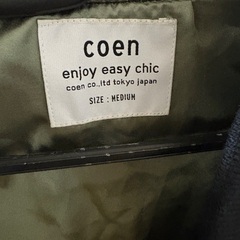 coen
enjoy easy chic
coen co.,ltd tokyo japan
SIZE : MEDIUM